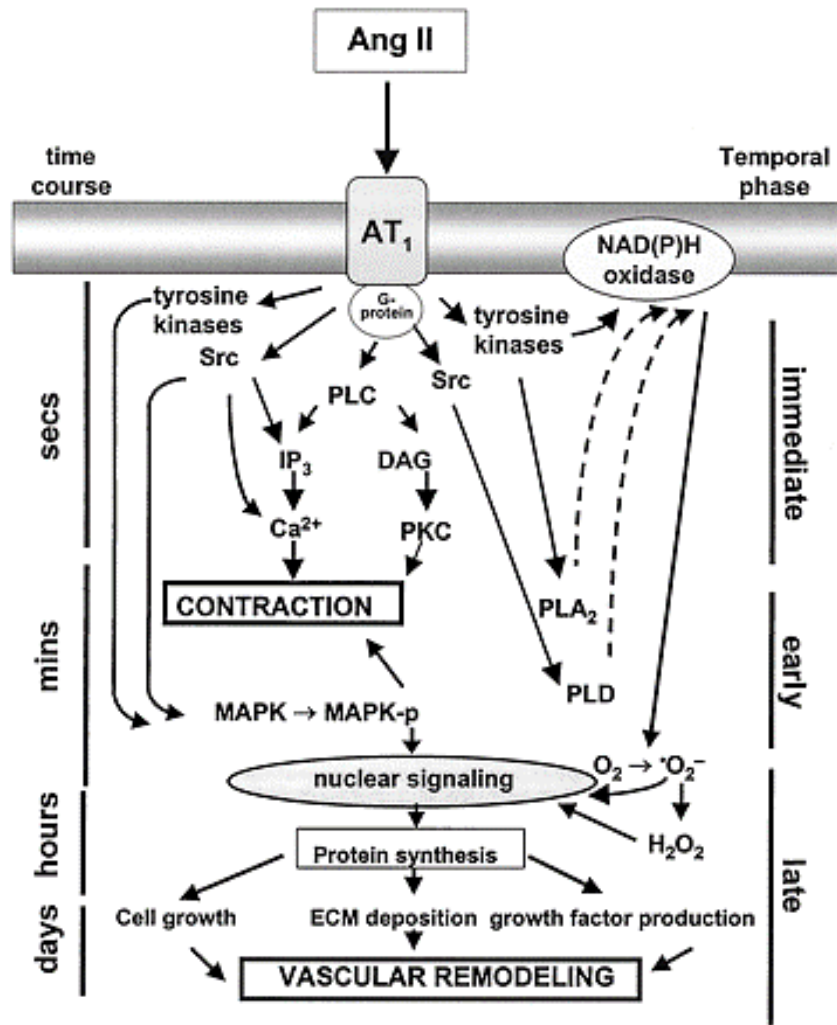 Ang II
time
course
Temporal
phase
AT₁
NAD(P)H
oxidase
G-
protein
tyrosine
kinases
tyrosine
kinases
Src
Src
PLC
IP₃
DAG
Ca²⁺
PKC
secs
immediate
CONTRACTION
PLA₂
PLD
mins
early
MAPK → MAPK-p
nuclear signaling
O₂ → •O₂⁻
H₂O₂
hours
late
Protein synthesis
Cell growth
ECM deposition
growth factor production
days
VASCULAR REMODELING